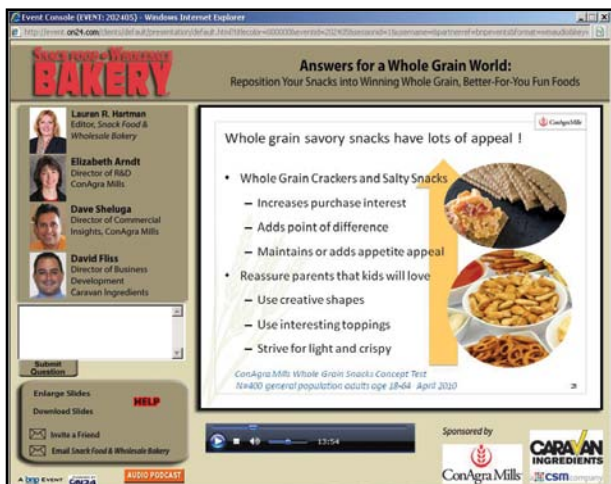 Event Console (EVENT: 202405) - Windows Internet Explorer
SNACK FOOD & WHOLESALE
BAKERY
Answers for a Whole Grain World:
Reposition Your Snacks into Winning Whole Grain, Better-For-You Fun Foods
Lauren R. Hartman
Editor, Snack Food &
Wholesale Bakery
Elizabeth Arndt
Director of R&D
ConAgra Mills
Dave Sheluga
Director of Commercial
Insights, ConAgra Mills
David Fliss
Director of Business
Development
Caravan Ingredients
Submit
Question
Enlarge Slides
HELP
Download Slides
Invite a Friend
Email Snack Food & Wholesale Bakery
A bnp EVENT
ON24
AUDIO PODCAST
ConAgra Mills
Whole grain savory snacks have lots of appeal !
• Whole Grain Crackers and Salty Snacks
– Increases purchase interest
– Adds point of difference
– Maintains or adds appetite appeal
• Reassure parents that kids will love
– Use creative shapes
– Use interesting toppings
– Strive for light and crispy
ConAgra Mills Whole Grain Snacks Concept Test
N=400 general population adults age 18-64 April 2010
13:54
Sponsored by
ConAgra Mills
CARAVAN
INGREDIENTS
csm company